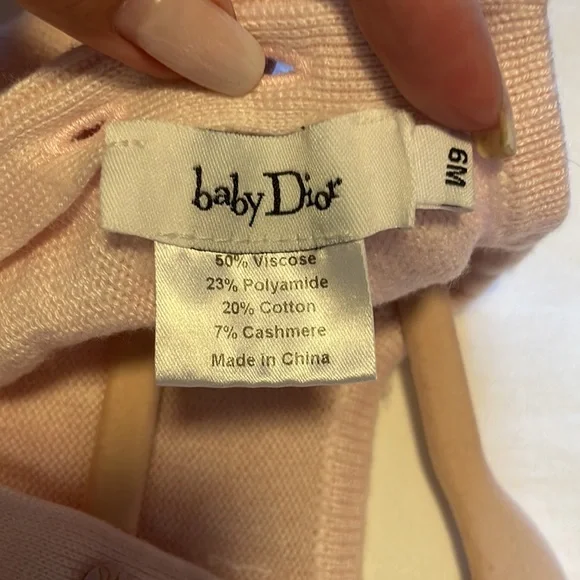 baby Dior
6M
50% Viscose
23% Polyamide
20% Cotton
7% Cashmere
Made in China